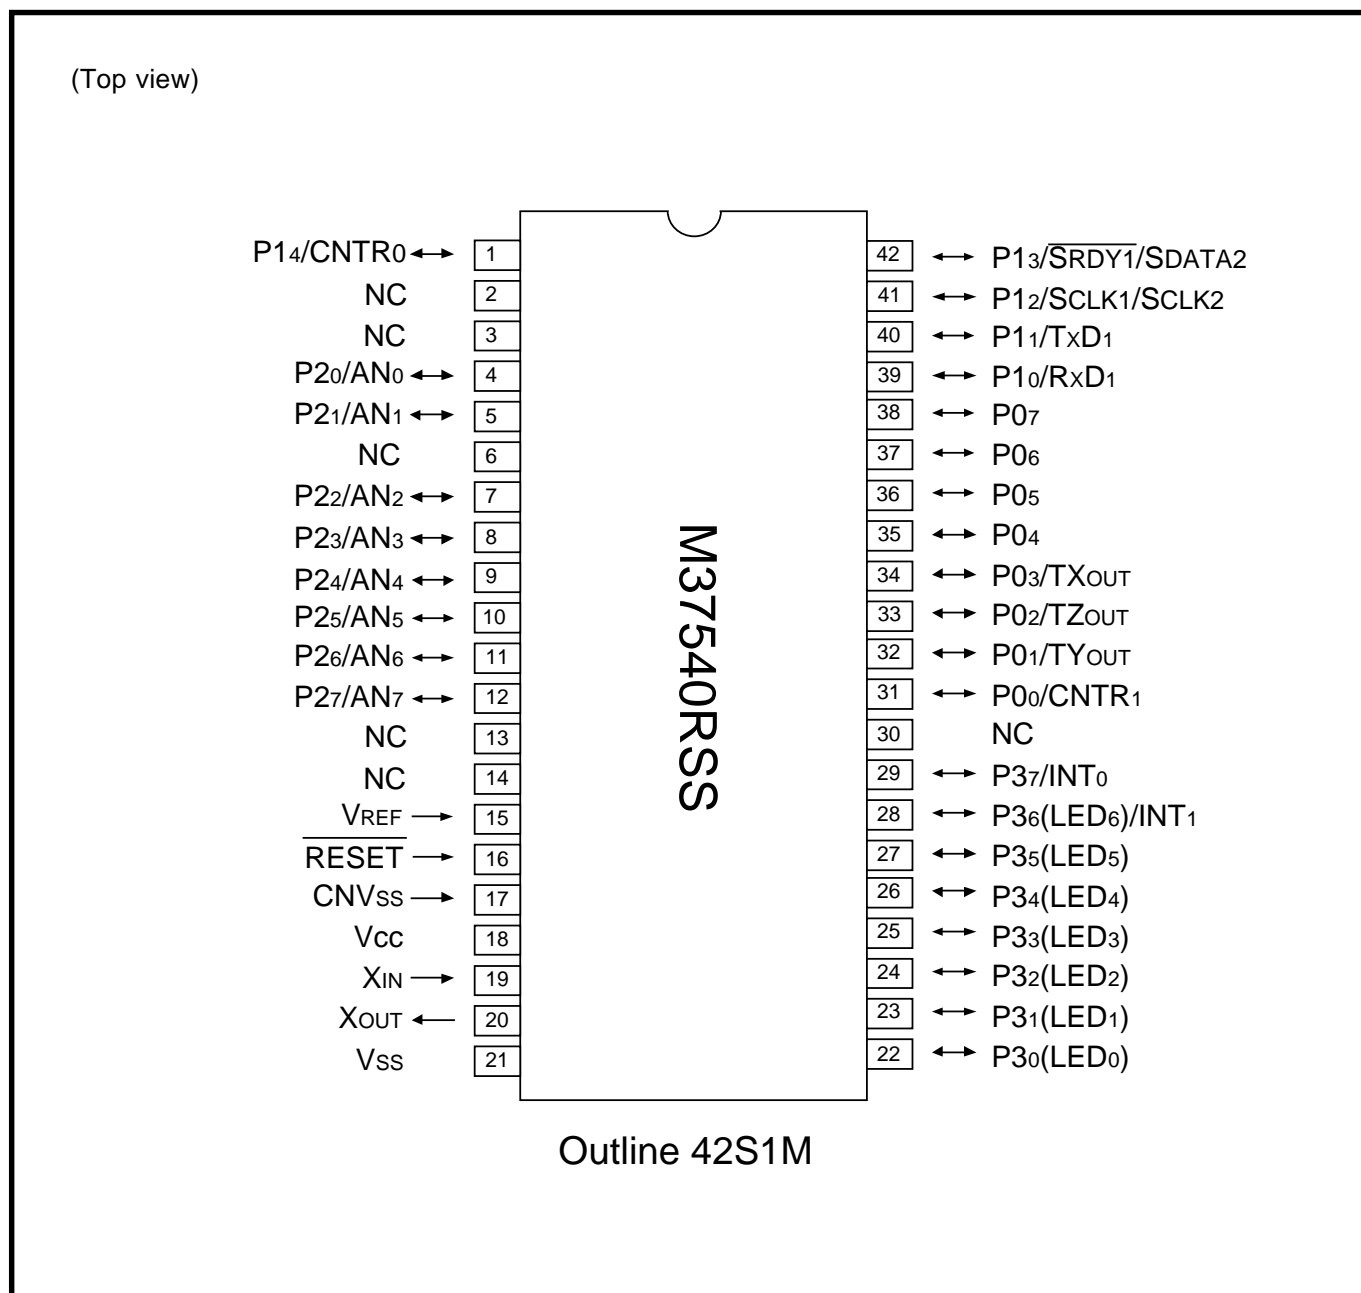 (Top view)
P14/CNTR0 1
NC 2
NC 3
P20/AN0 4
P21/AN1 5
NC 6
P22/AN2 7
P23/AN3 8
P24/AN4 9
P25/AN5 10
P26/AN6 11
P27/AN7 12
NC 13
NC 14
VREF 15
RESET 16
CNVSS 17
Vcc 18
XIN 19
XOUT 20
VSS 21
M37540RSS
42 P13/SRDY1/SDATA2
41 P12/SCLK1/SCLK2
40 P11/TxD1
39 P10/RxD1
38 P07
37 P06
36 P05
35 P04
34 P03/TXOUT
33 P02/TZOUT
32 P01/TYOUT
31 P00/CNTR1
30 NC
29 P37/INT0
28 P36(LED6)/INT1
27 P35(LED5)
26 P34(LED4)
25 P33(LED3)
24 P32(LED2)
23 P31(LED1)
22 P30(LED0)
Outline 42S1M